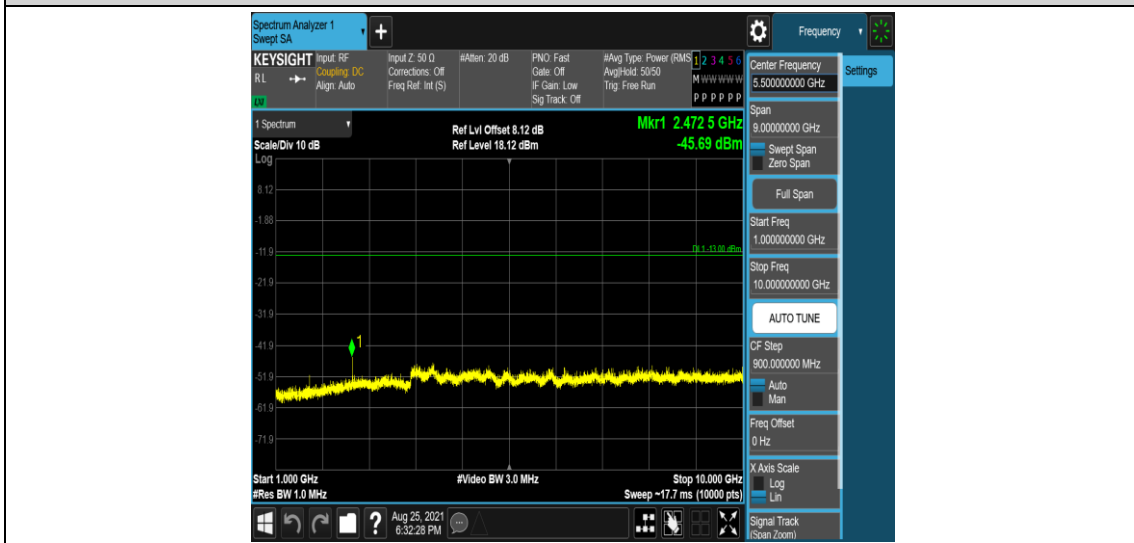 Spectrum Analyzer 1
Swept SA
+
Frequency
KEYSIGHT
RL
LXI
Input: RF
Coupling: DC
Align: Auto
Input Z: 50 Ω
Corrections: Off
Freq Ref: Int (S)
#Atten: 20 dB
PNO: Fast
Gate: Off
IF Gain: Low
Sig Track: Off
#Avg Type: Power (RMS
Avg|Hold: 50/50
Trig: Free Run
1 2 3 4 5 6
M W W W W W
P P P P P P
1 Spectrum
Scale/Div 10 dB
Log
Ref Lvl Offset 8.12 dB
Ref Level 18.12 dBm
Mkr1 2.472 5 GHz
-45.69 dBm
8.12
-1.88
-11.9
DL1 -13.00 dBm
-21.9
-31.9
-41.9
1
-51.9
-61.9
-71.9
Start 1.000 GHz
#Video BW 3.0 MHz
Stop 10.000 GHz
#Res BW 1.0 MHz
Sweep ~17.7 ms (10000 pts)
Center Frequency
5.500000000 GHz
Settings
Span
9.00000000 GHz
Swept Span
Zero Span
Full Span
Start Freq
1.000000000 GHz
Stop Freq
10.000000000 GHz
AUTO TUNE
CF Step
900.000000 MHz
Auto
Man
Freq Offset
0 Hz
X Axis Scale
Log
Lin
Signal Track
(Span Zoom)
?
Aug 25, 2021
6:32:28 PM